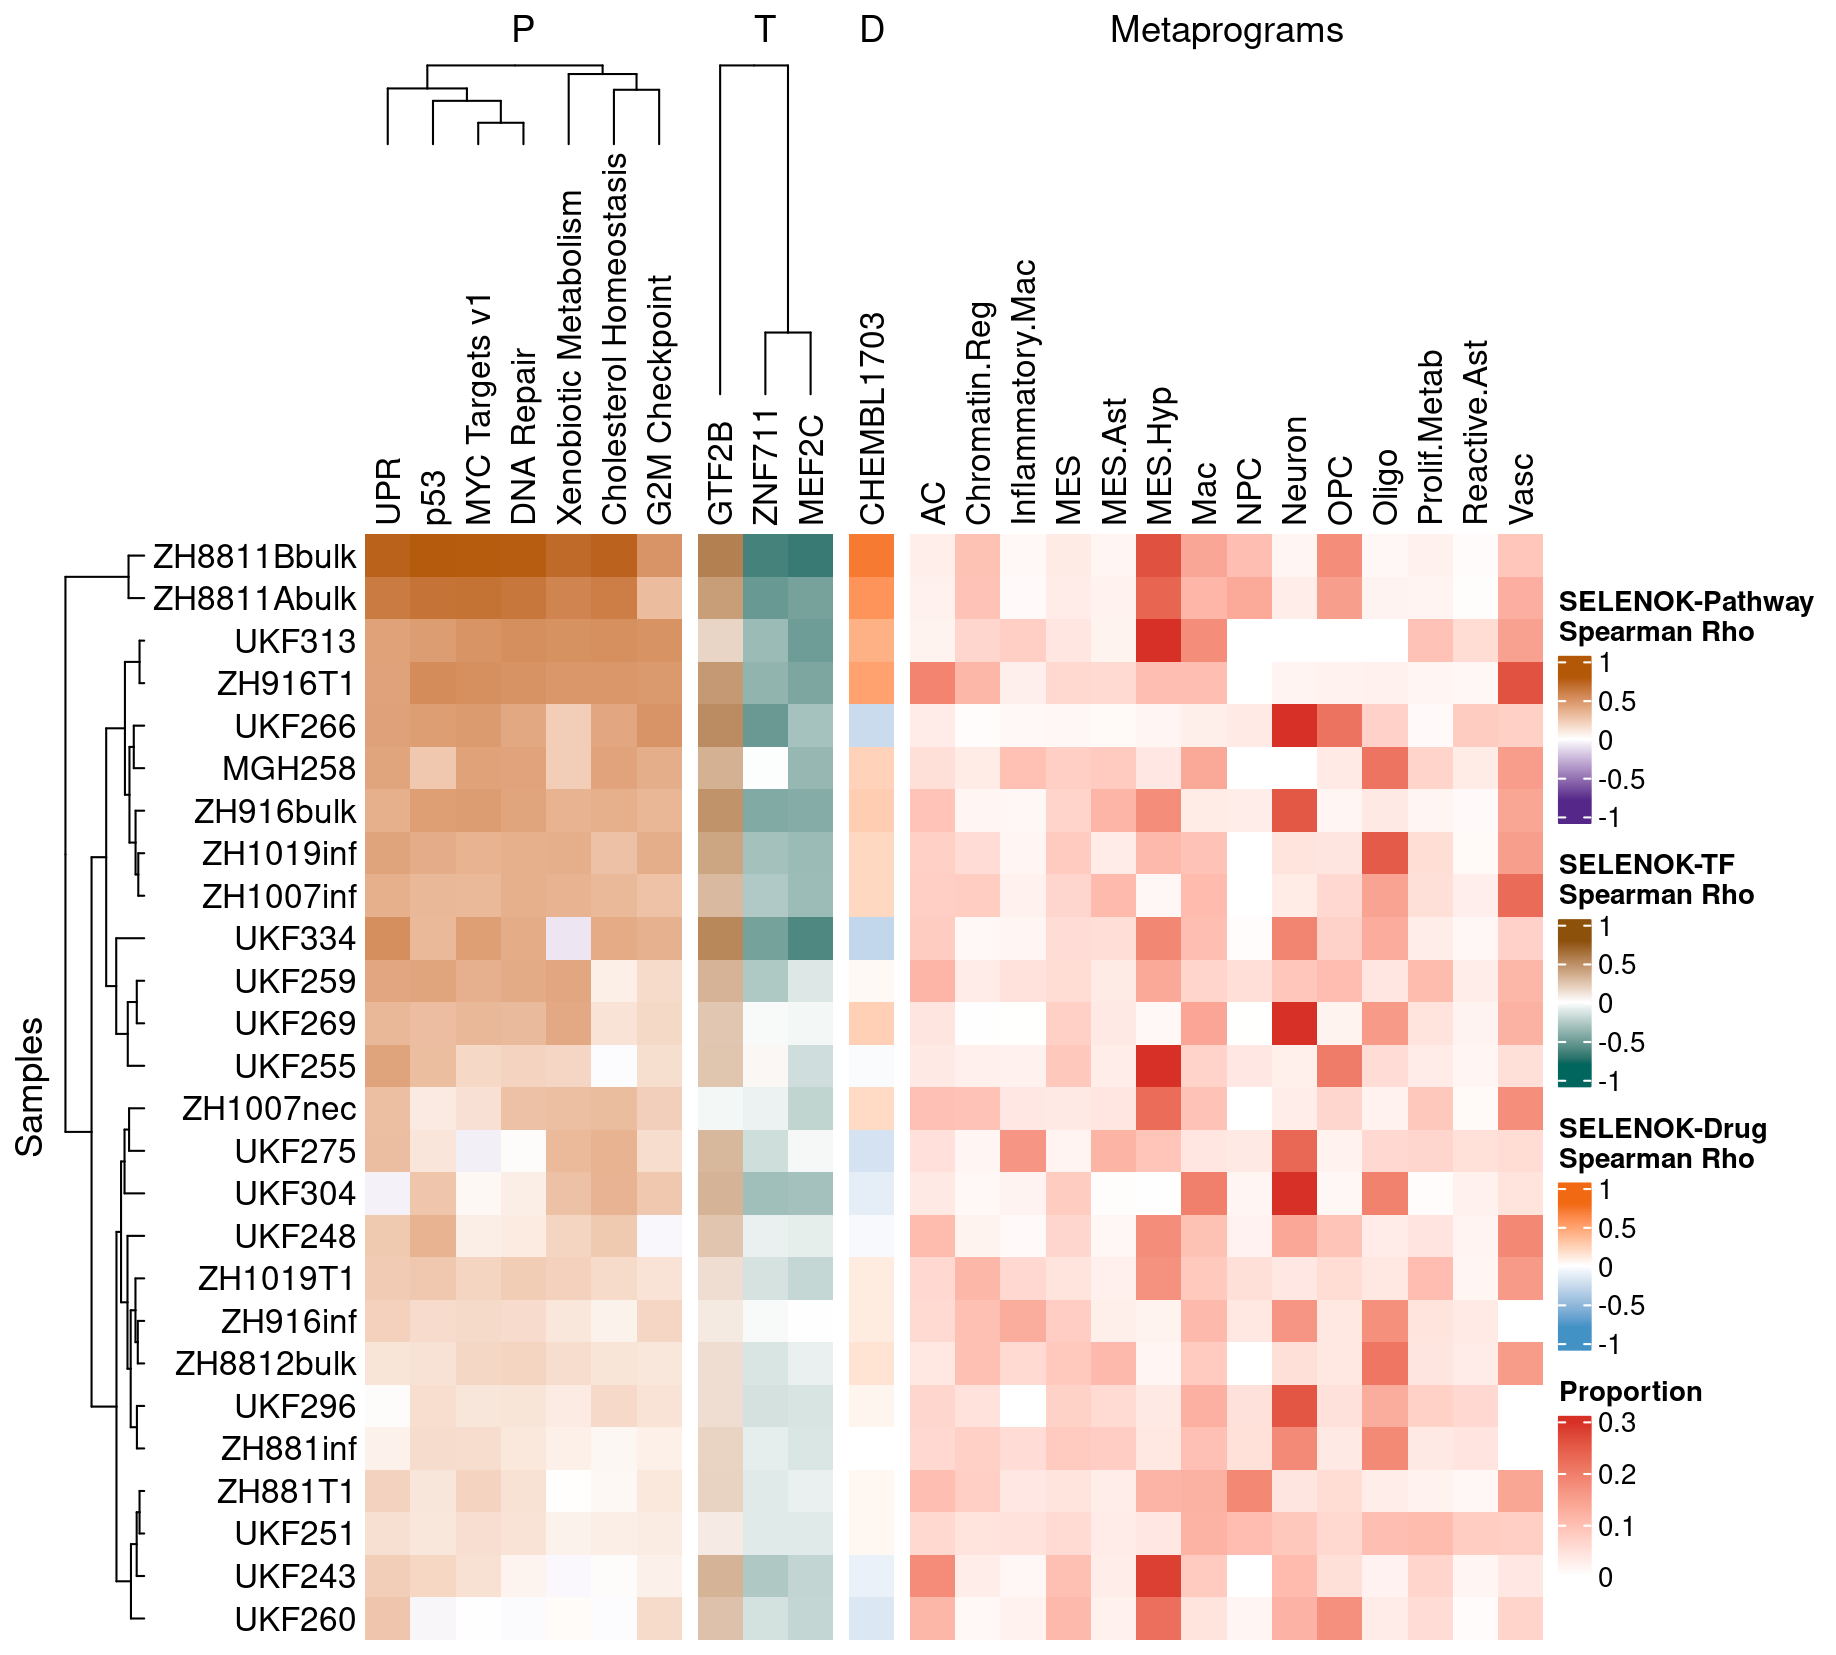 P T D Metaprograms
UPR
p53
MYC Targets v1
DNA Repair
Xenobiotic Metabolism
Cholesterol Homeostasis
G2M Checkpoint
GTF2B
ZNF711
MEF2C
CHEMBL1703
AC
Chromatin.Reg
Inflammatory.Mac
MES
MES.Ast
MES.Hyp
Mac
NPC
Neuron
OPC
Oligo
Prolif.Metab
Reactive.Ast
Vasc
Samples
ZH8811Bbulk
ZH8811Abulk
UKF313
ZH916T1
UKF266
MGH258
ZH916bulk
ZH1019inf
ZH1007inf
UKF334
UKF259
UKF269
UKF255
ZH1007nec
UKF275
UKF304
UKF248
ZH1019T1
ZH916inf
ZH8812bulk
UKF296
ZH881inf
ZH881T1
UKF251
UKF243
UKF260
SELENOK-Pathway
Spearman Rho
1
0.5
0
-0.5
-1
SELENOK-TF
Spearman Rho
1
0.5
0
-0.5
-1
SELENOK-Drug
Spearman Rho
1
0.5
0
-0.5
-1
Proportion
0.3
0.2
0.1
0